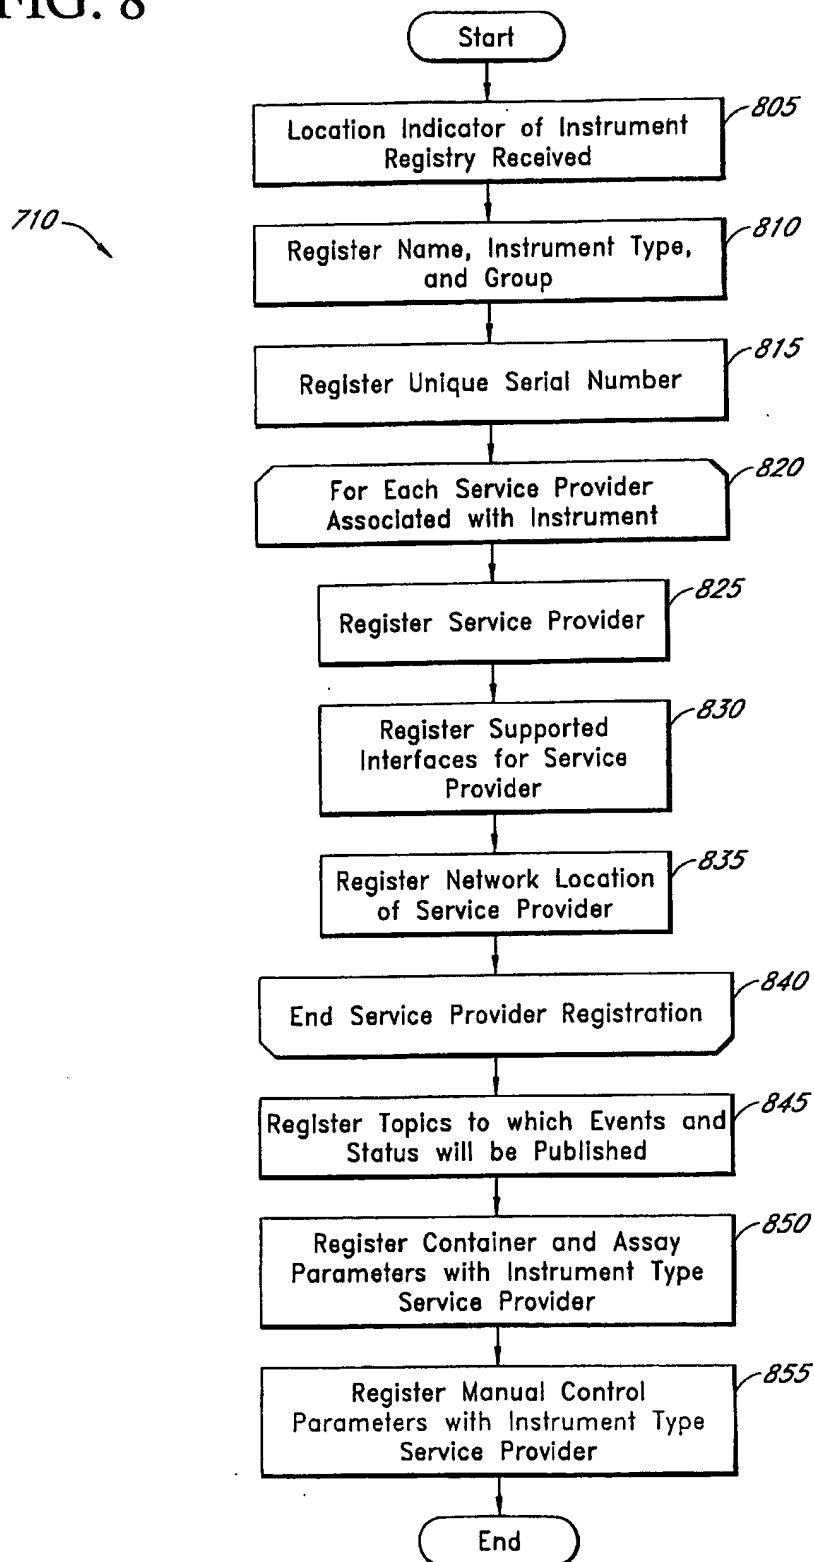 FIG. 8
Start
805
Location Indicator of Instrument
Registry Received
710
810
Register Name, Instrument Type,
and Group
815
Register Unique Serial Number
820
For Each Service Provider
Associated with Instrument
825
Register Service Provider
830
Register Supported
Interfaces for Service
Provider
835
Register Network Location
of Service Provider
840
End Service Provider Registration
845
Register Topics to which Events and
Status will be Published
850
Register Container and Assay
Parameters with Instrument Type
Service Provider
855
Register Manual Control
Parameters with Instrument Type
Service Provider
End